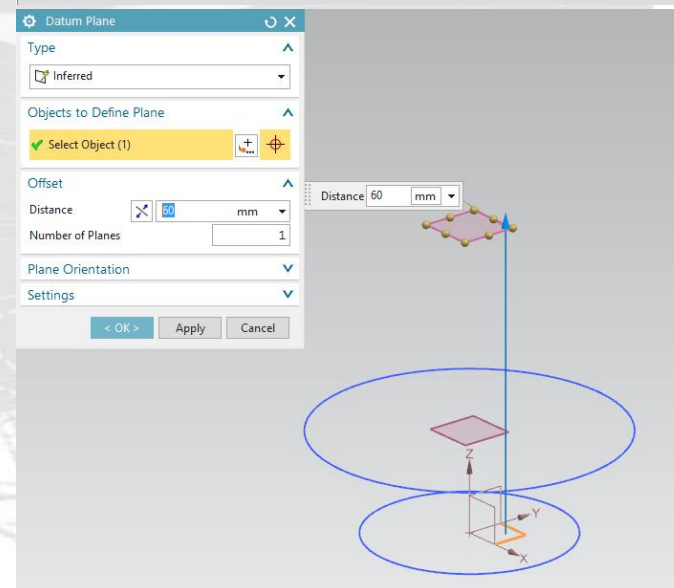 Datum Plane
Type
Inferred
Objects to Define Plane
Select Object (1)
Offset
Distance 60 mm
Number of Planes 1
Plane Orientation
Settings
< OK > Apply Cancel
Distance 60 mm
Z
Y
X